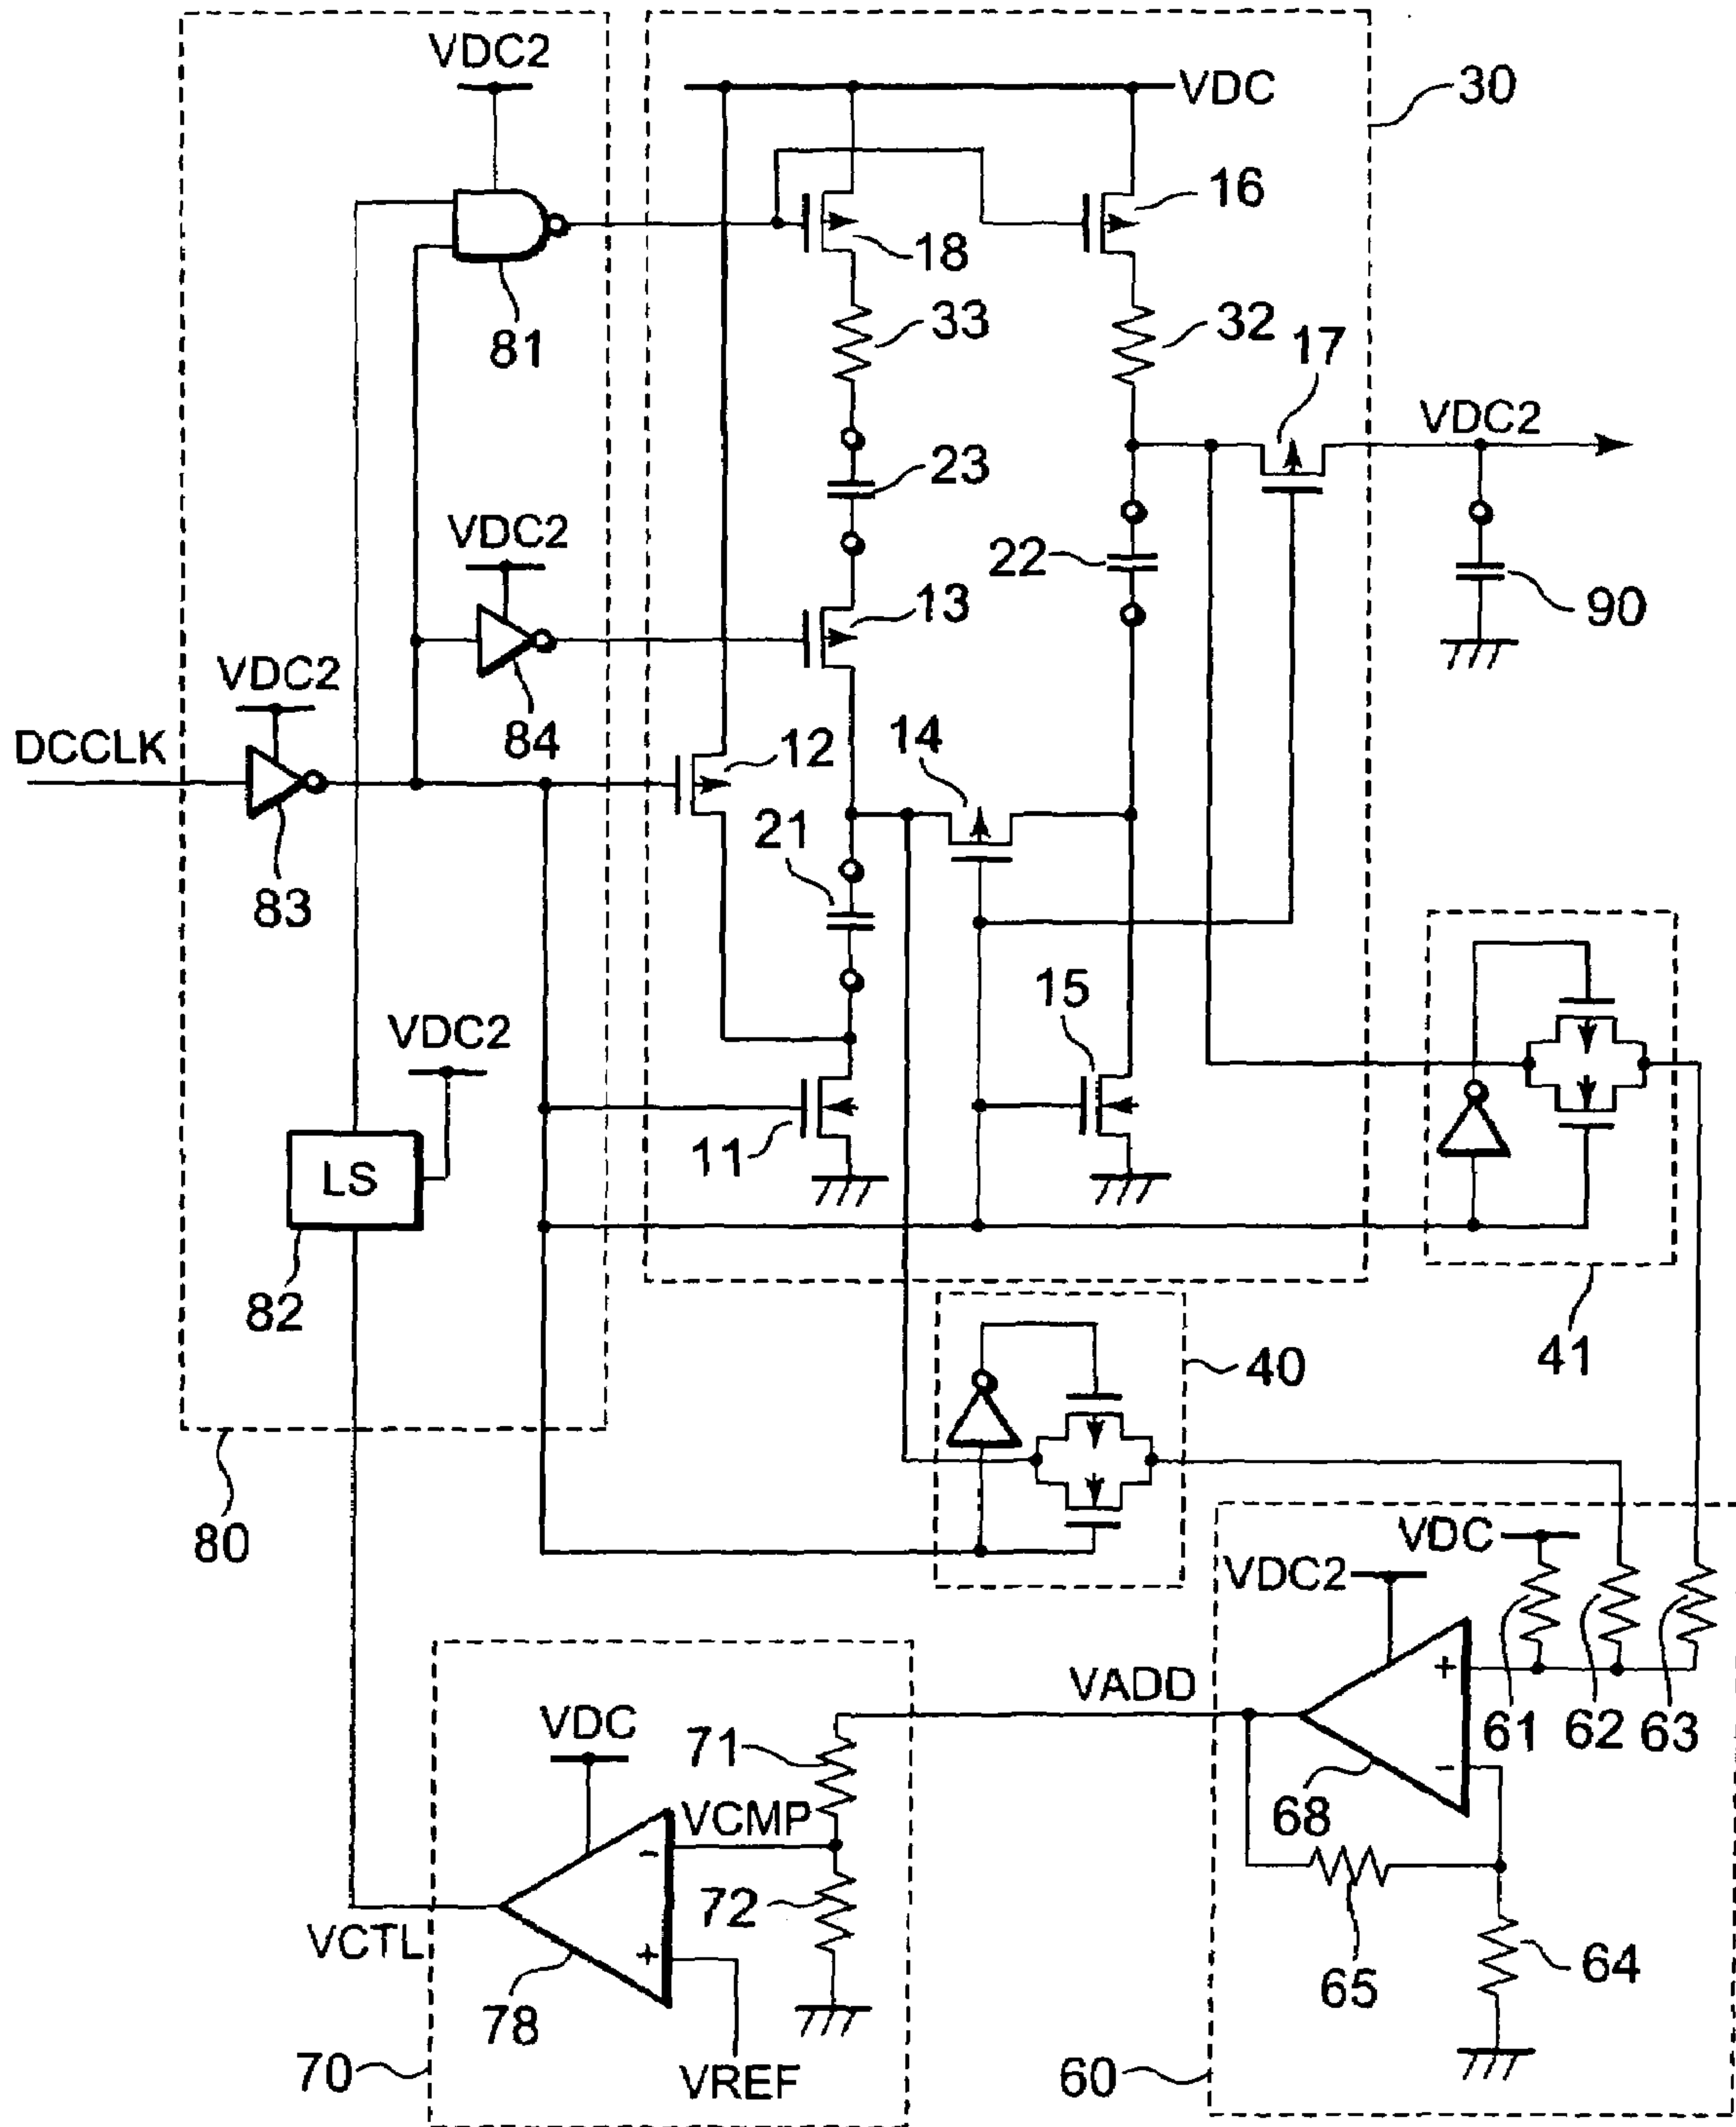 VDC2
VDC
30
16
18
81
33
32
17
VDC2
23
VDC2
22
13
90
VDC2
84
DCCLK
12
14
21
83
15
VDC2
11
LS
82
41
40
80
VDC
VDC2
VADD
+
61
62
63
VDC
71
-
68
VCMP
-
72
65
64
VCTL
+
78
VREF
70
60